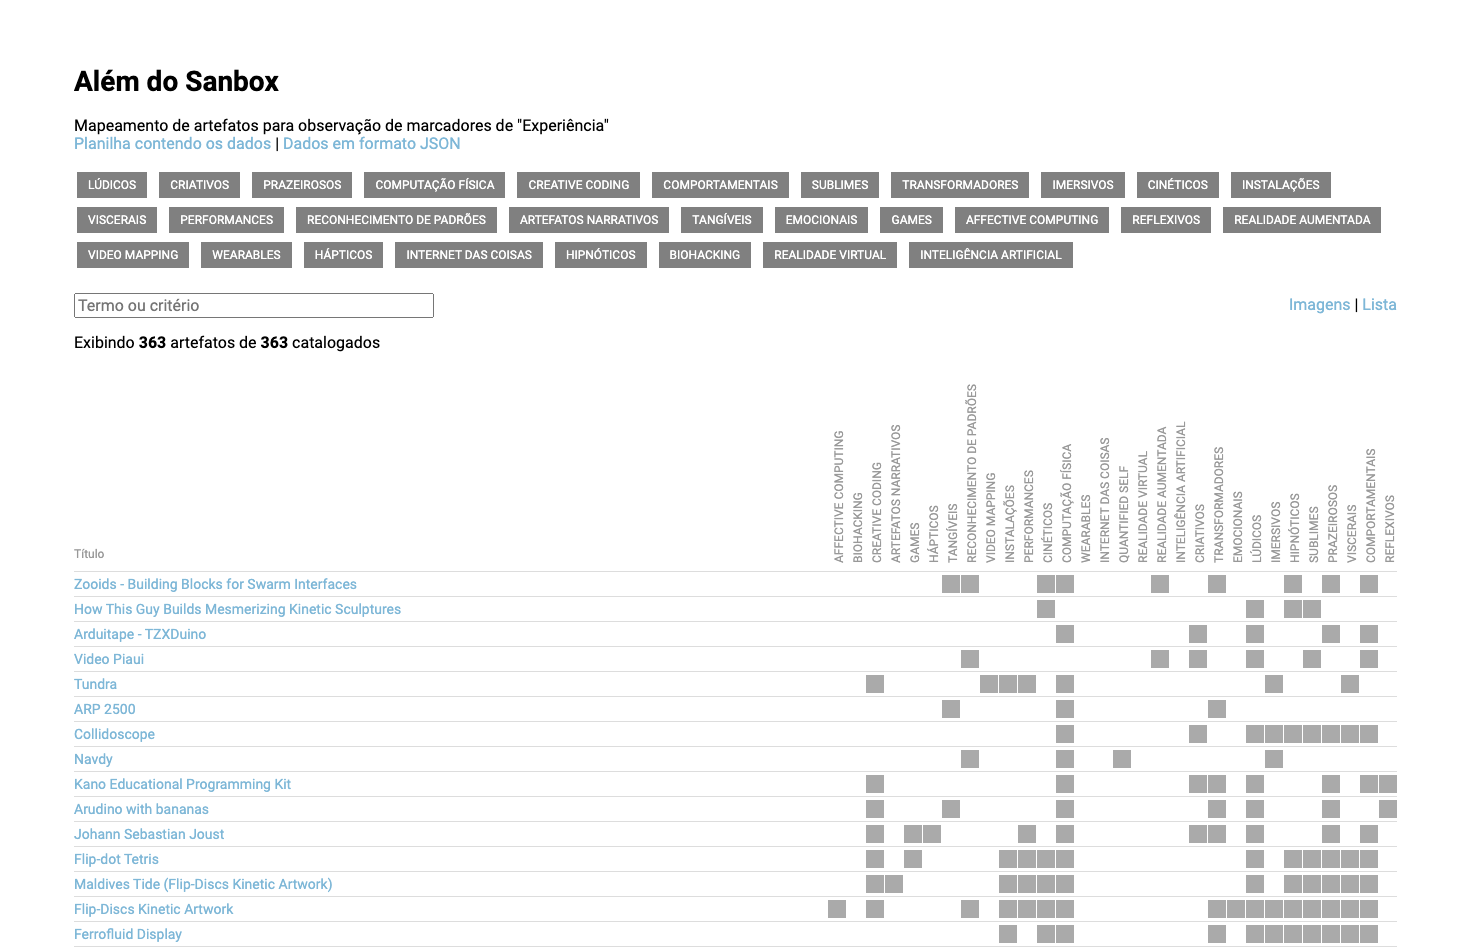 Além do Sanbox
Mapeamento de artefatos para observação de marcadores de "Experiência"
Planilha contendo os dados | Dados em formato JSON
LÚDICOS CRIATIVOS PRAZEIROSOS COMPUTAÇÃO FÍSICA CREATIVE CODING COMPORTAMENTAIS SUBLIMES TRANSFORMADORES IMERSIVOS CINÉTICOS INSTALAÇÕES
VISCERAIS PERFORMANCES RECONHECIMENTO DE PADRÕES ARTEFATOS NARRATIVOS TANGÍVEIS EMOCIONAIS GAMES AFFECTIVE COMPUTING REFLEXIVOS REALIDADE AUMENTADA
VIDEO MAPPING WEARABLES HÁPTICOS INTERNET DAS COISAS HIPNÓTICOS BIOHACKING REALIDADE VIRTUAL INTELIGÊNCIA ARTIFICIAL
Termo ou critério
Imagens | Lista
Exibindo 363 artefatos de 363 catalogados
Título
AFFECTIVE COMPUTING
BIOHACKING
CREATIVE CODING
ARTEFATOS NARRATIVOS
GAMES
HÁPTICOS
TANGÍVEIS
RECONHECIMENTO DE PADRÕES
VIDEO MAPPING
INSTALAÇÕES
PERFORMANCES
CINÉTICOS
COMPUTAÇÃO FÍSICA
WEARABLES
INTERNET DAS COISAS
QUANTIFIED SELF
REALIDADE VIRTUAL
REALIDADE AUMENTADA
INTELIGÊNCIA ARTIFICIAL
CRIATIVOS
TRANSFORMADORES
EMOCIONAIS
LÚDICOS
IMERSIVOS
HIPNÓTICOS
SUBLIMES
PRAZEIROSOS
VISCERAIS
COMPORTAMENTAIS
REFLEXIVOS
Zooids - Building Blocks for Swarm Interfaces
How This Guy Builds Mesmerizing Kinetic Sculptures
Arduitape - TZXDuino
Video Piaui
Tundra
ARP 2500
Collidoscope
Navdy
Kano Educational Programming Kit
Arudino with bananas
Johann Sebastian Joust
Flip-dot Tetris
Maldives Tide (Flip-Discs Kinetic Artwork)
Flip-Discs Kinetic Artwork
Ferrofluid Display